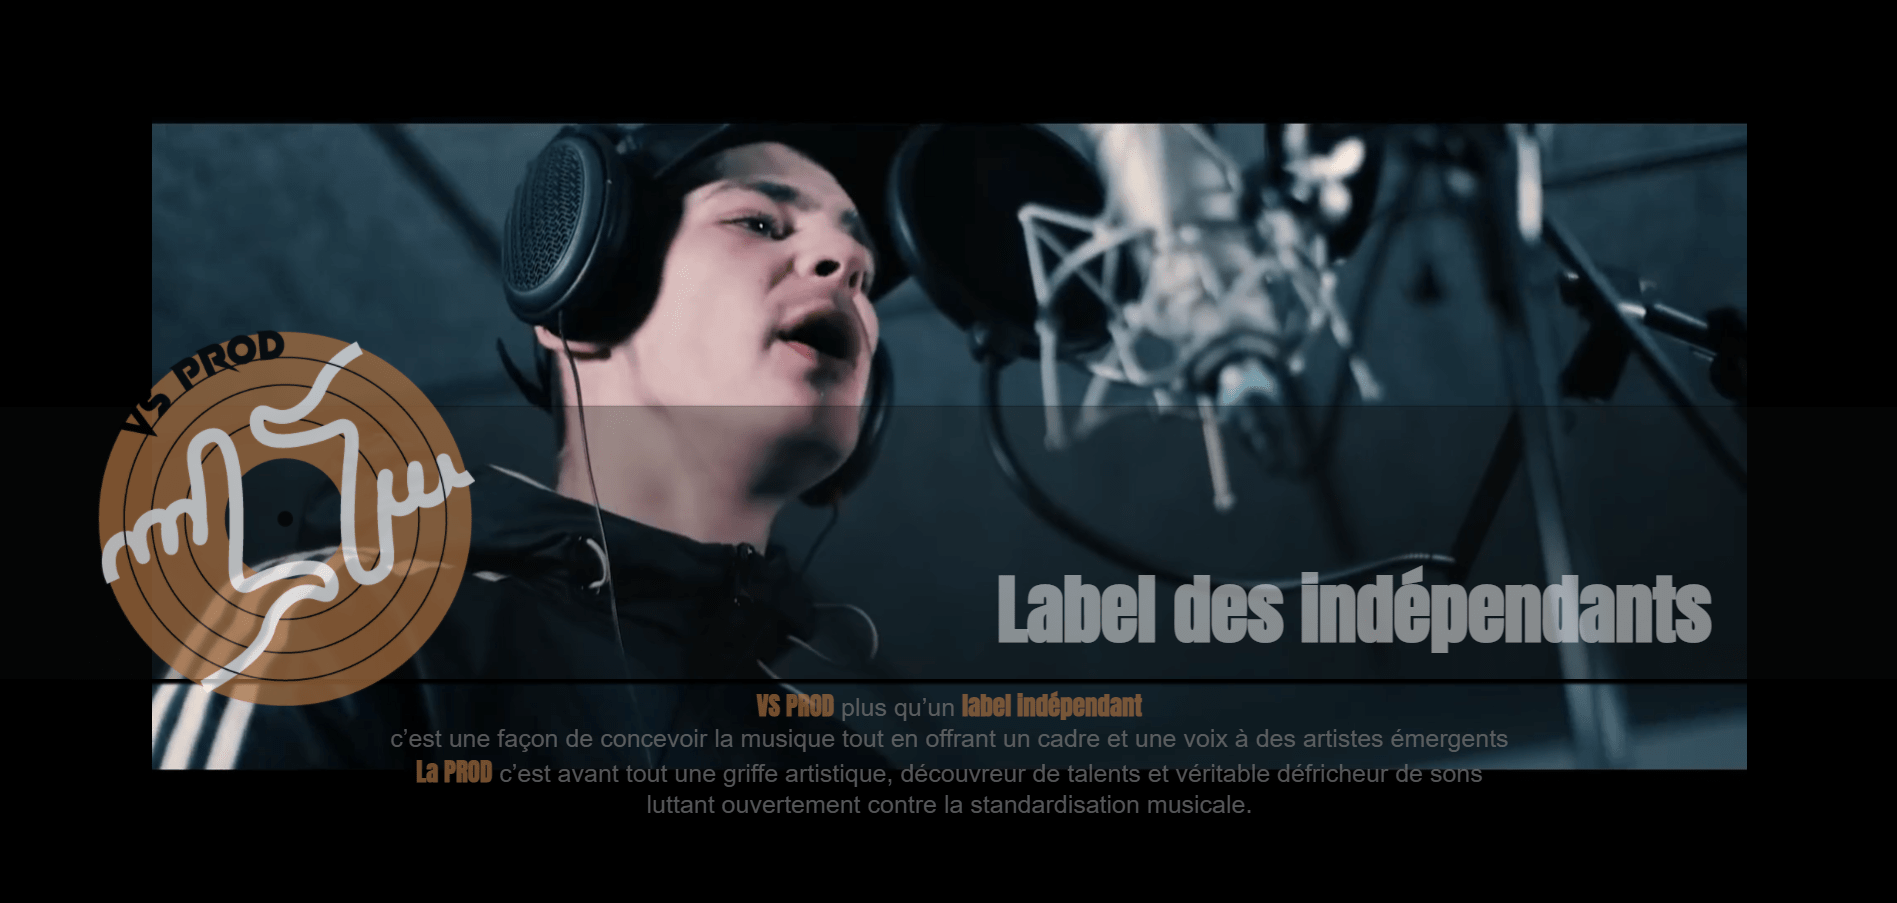 VS PROD
Label des indépendants
VS PROD plus qu’un label indépendant
c’est une façon de concevoir la musique tout en offrant un cadre et une voix à des artistes émergents
La PROD c’est avant tout une griffe artistique, découvreur de talents et véritable défricheur de sons
luttant ouvertement contre la standardisation musicale.